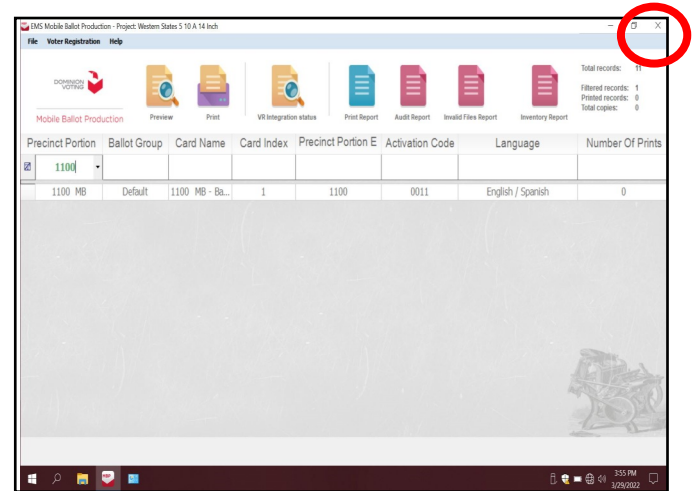 EMS Mobile Ballot Production - Project: Western States 5 10 A 14 Inch
File Voter Registration Help
DOMINION VOTING
Mobile Ballot Production
Preview Print VR Integration status Print Report Audit Report Invalid Files Report Inventory Report
Total records: 11
Filtered records: 1
Printed records: 0
Total copies: 0
Precinct Portion Ballot Group Card Name Card Index Precinct Portion E Activation Code Language Number Of Prints
1100
1100 MB Default 1100 MB - Ba... 1 1100 0011 English / Spanish 0
3:55 PM
3/29/2022